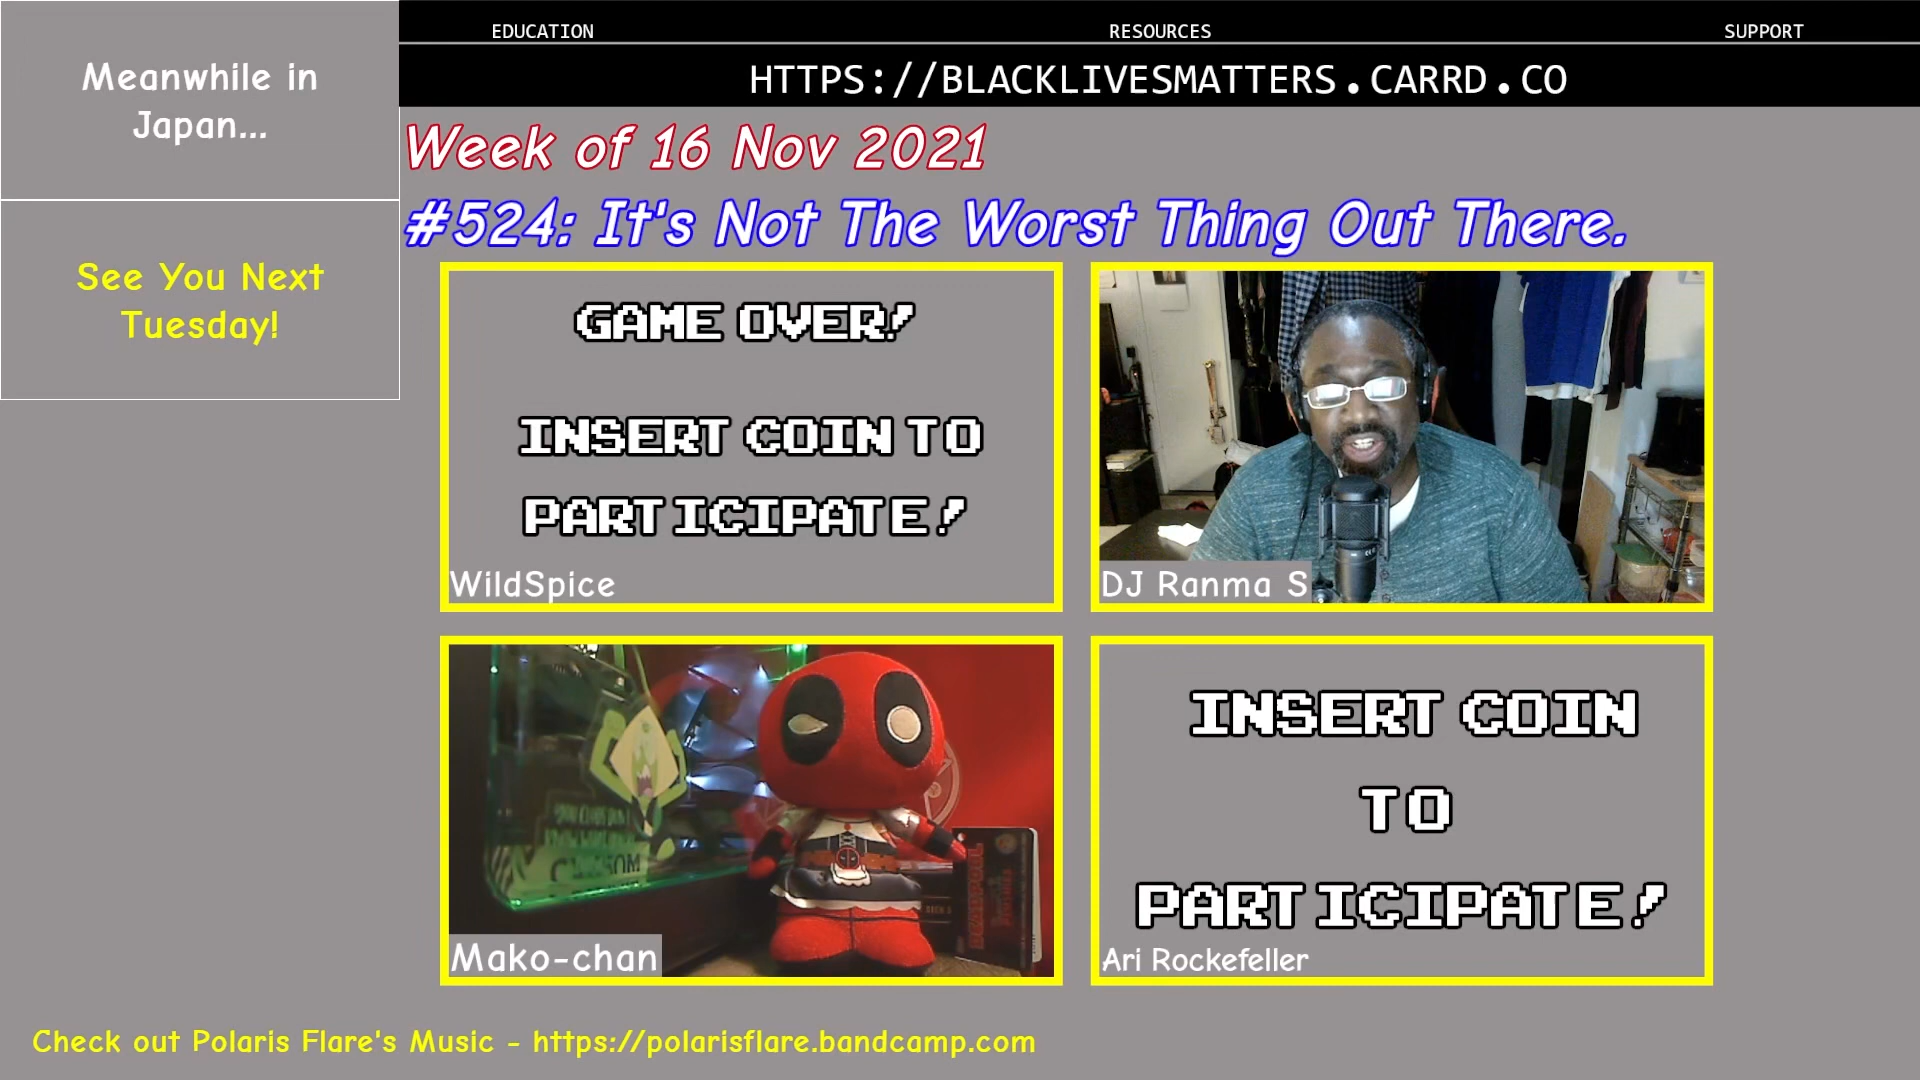 Meanwhile in
Japan...
See You Next
Tuesday!
EDUCATION
RESOURCES
SUPPORT
HTTPS://BLACKLIVESMATTERS.CARRD.CO
Week of 16 Nov 2021
#524: It's Not The Worst Thing Out There.
GAME OVER!
INSERT COIN TO
PARTICIPATE!
WildSpice
DJ Ranma S
DEADPOOL
Mako-chan
INSERT COIN
TO
PARTICIPATE!
Ari Rockefeller
Check out Polaris Flare's Music - https://polarisflare.bandcamp.com